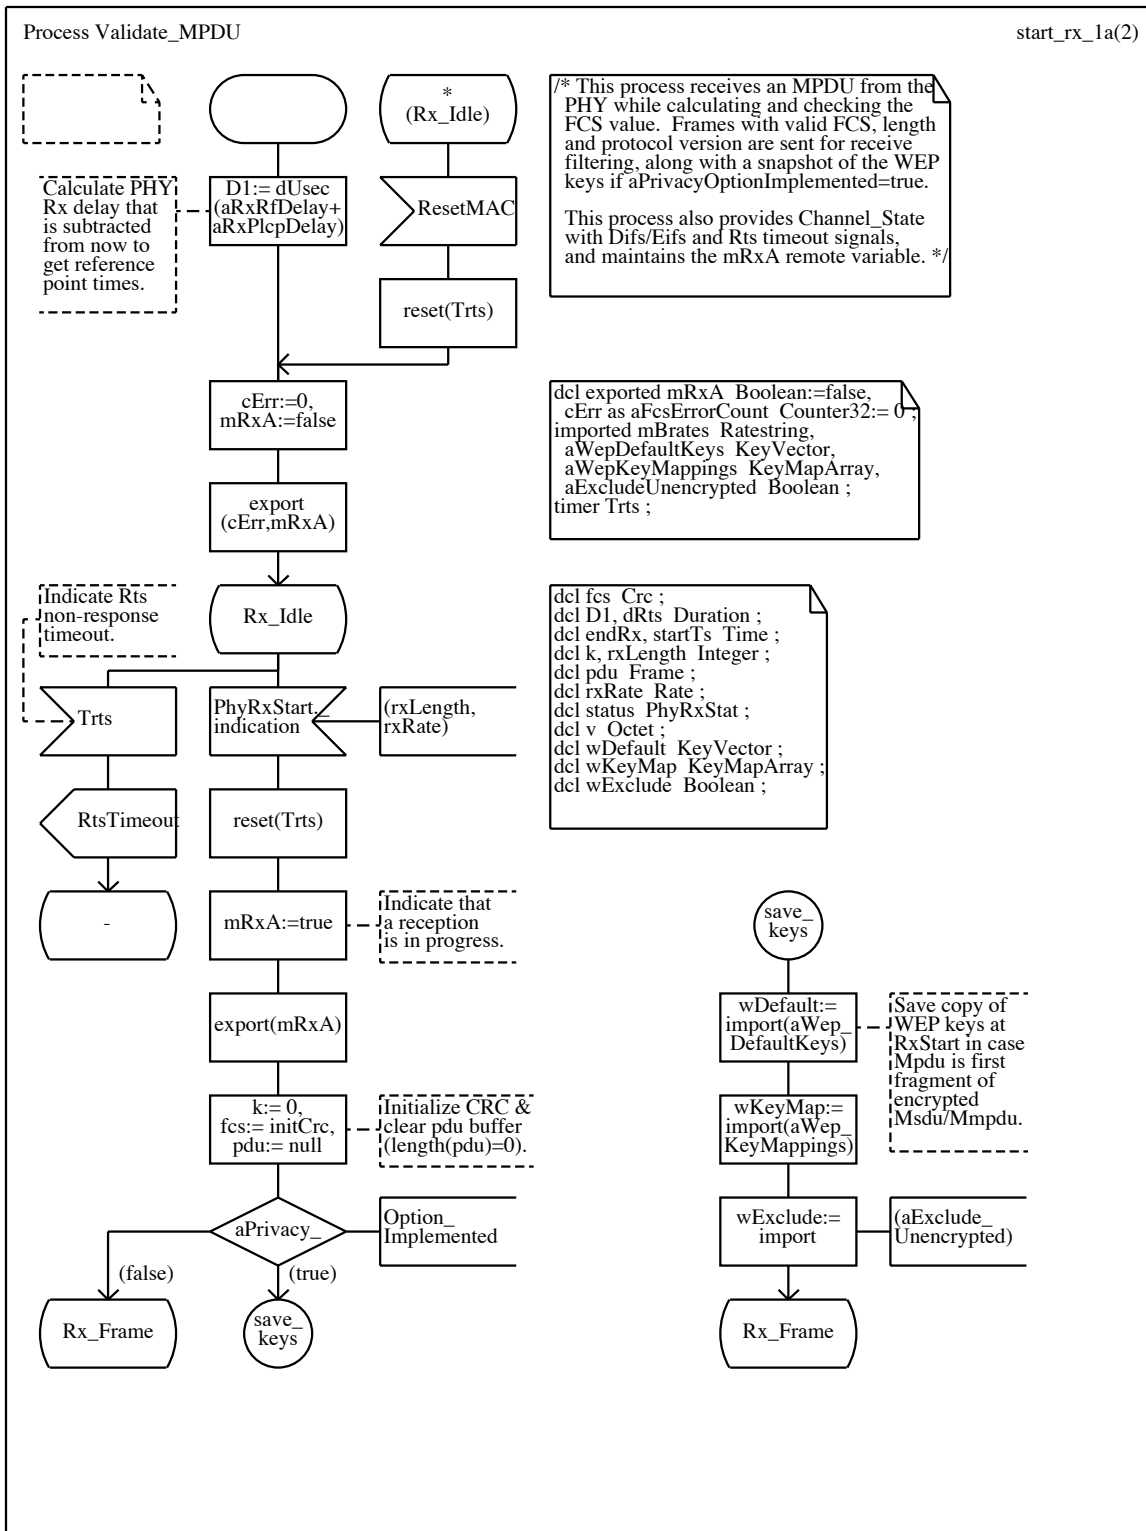 Process Validate_MPDU
start_rx_1a(2)
*
(Rx_Idle)
/* This process receives an MPDU from the
PHY while calculating and checking the
FCS value.  Frames with valid FCS, length
and protocol version are sent for receive
filtering, along with a snapshot of the WEP
keys if aPrivacyOptionImplemented=true.
This process also provides Channel_State
with Difs/Eifs and Rts timeout signals,
and maintains the mRxA remote variable. */
Calculate PHY
Rx delay that
is subtracted
from now to
get reference
point times.
D1:= dUsec
(aRxRfDelay+
aRxPlcpDelay)
ResetMAC
reset(Trts)
cErr:=0,
mRxA:=false
dcl exported mRxA  Boolean:=false,
cErr as aFcsErrorCount  Counter32:= 0 ;
imported mBrates  Ratestring,
aWepDefaultKeys  KeyVector,
aWepKeyMappings  KeyMapArray,
aExcludeUnencrypted  Boolean ;
timer Trts ;
export
(cErr,mRxA)
Indicate Rts
non-response
timeout.
Rx_Idle
dcl fcs  Crc ;
dcl D1, dRts  Duration ;
dcl endRx, startTs  Time ;
dcl k, rxLength  Integer ;
dcl pdu  Frame ;
dcl rxRate  Rate ;
dcl status  PhyRxStat ;
dcl v  Octet ;
dcl wDefault  KeyVector ;
dcl wKeyMap  KeyMapArray ;
dcl wExclude  Boolean ;
Trts
PhyRxStart._
indication
(rxLength,
rxRate)
RtsTimeout
reset(Trts)
-
mRxA:=true
Indicate that
a reception
is in progress.
save_
keys
export(mRxA)
wDefault:=
import(aWep_
DefaultKeys)
Save copy of
WEP keys at
RxStart in case
Mpdu is first
fragment of
encrypted
Msdu/Mmpdu.
k:= 0,
fcs:= initCrc,
pdu:= null
Initialize CRC &
clear pdu buffer
(length(pdu)=0).
wKeyMap:=
import(aWep_
KeyMappings)
aPrivacy_
Option_
Implemented
wExclude:=
import
(aExclude_
Unencrypted)
(false)
(true)
Rx_Frame
save_
keys
Rx_Frame